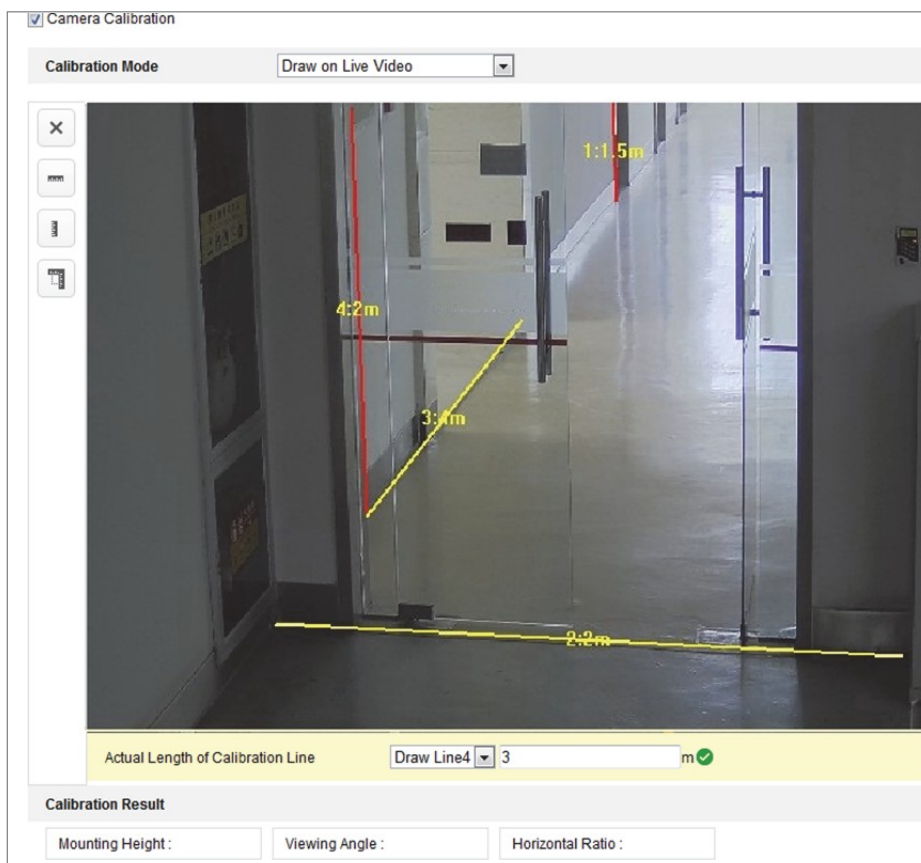 Camera Calibration
Calibration Mode
Draw on Live Video
1:1.5m
4:2m
3:4m
2:2m
Actual Length of Calibration Line
Draw Line4
3
m
Calibration Result
Mounting Height :
Viewing Angle :
Horizontal Ratio :